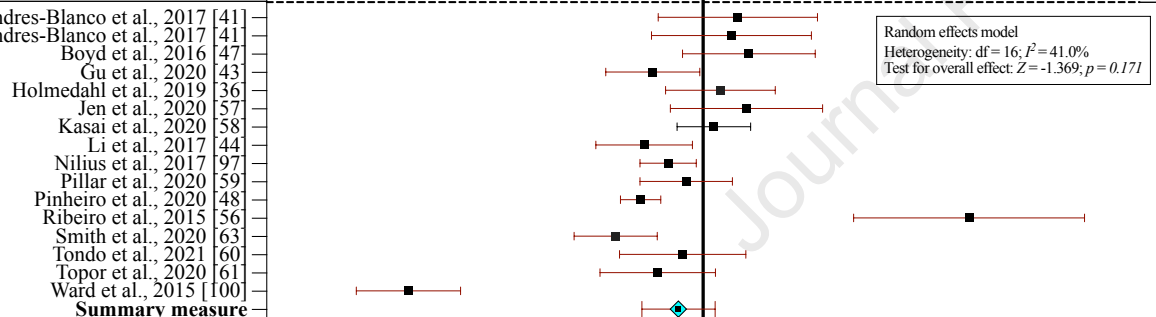 ndres-Blanco et al., 2017 [41]
ndres-Blanco et al., 2017 [41]
Boyd et al., 2016 [47]
Gu et al., 2020 [43]
Holmedahl et al., 2019 [36]
Jen et al., 2020 [57]
Kasai et al., 2020 [58]
Li et al., 2017 [44]
Nilius et al., 2017 [97]
Pillar et al., 2020 [59]
Pinheiro et al., 2020 [48]
Ribeiro et al., 2015 [56]
Smith et al., 2020 [63]
Tondo et al., 2021 [60]
Topor et al., 2020 [61]
Ward et al., 2015 [100]
Summary measure
Random effects model
Heterogeneity: df = 16; I² = 41.0%
Test for overall effect: Z = -1.369; p = 0.171
Journal